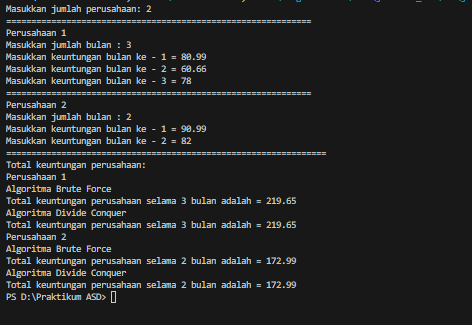 Masukkan jumlah perusahaan: 2
==============================================================
Perusahaan 1
Masukkan jumlah bulan : 3
Masukkan keuntungan bulan ke - 1 = 80.99
Masukkan keuntungan bulan ke - 2 = 60.66
Masukkan keuntungan bulan ke - 3 = 78
==============================================================
Perusahaan 2
Masukkan jumlah bulan : 2
Masukkan keuntungan bulan ke - 1 = 90.99
Masukkan keuntungan bulan ke - 2 = 82
=================================================================
Total keuntungan perusahaan:
Perusahaan 1
Algoritma Brute Force
Total keuntungan perusahaan selama 3 bulan adalah = 219.65
Algoritma Divide Conquer
Total keuntungan perusahaan selama 3 bulan adalah = 219.65
Perusahaan 2
Algoritma Brute Force
Total keuntungan perusahaan selama 2 bulan adalah = 172.99
Algoritma Divide Conquer
Total keuntungan perusahaan selama 2 bulan adalah = 172.99
PS D:\Praktikum ASD>